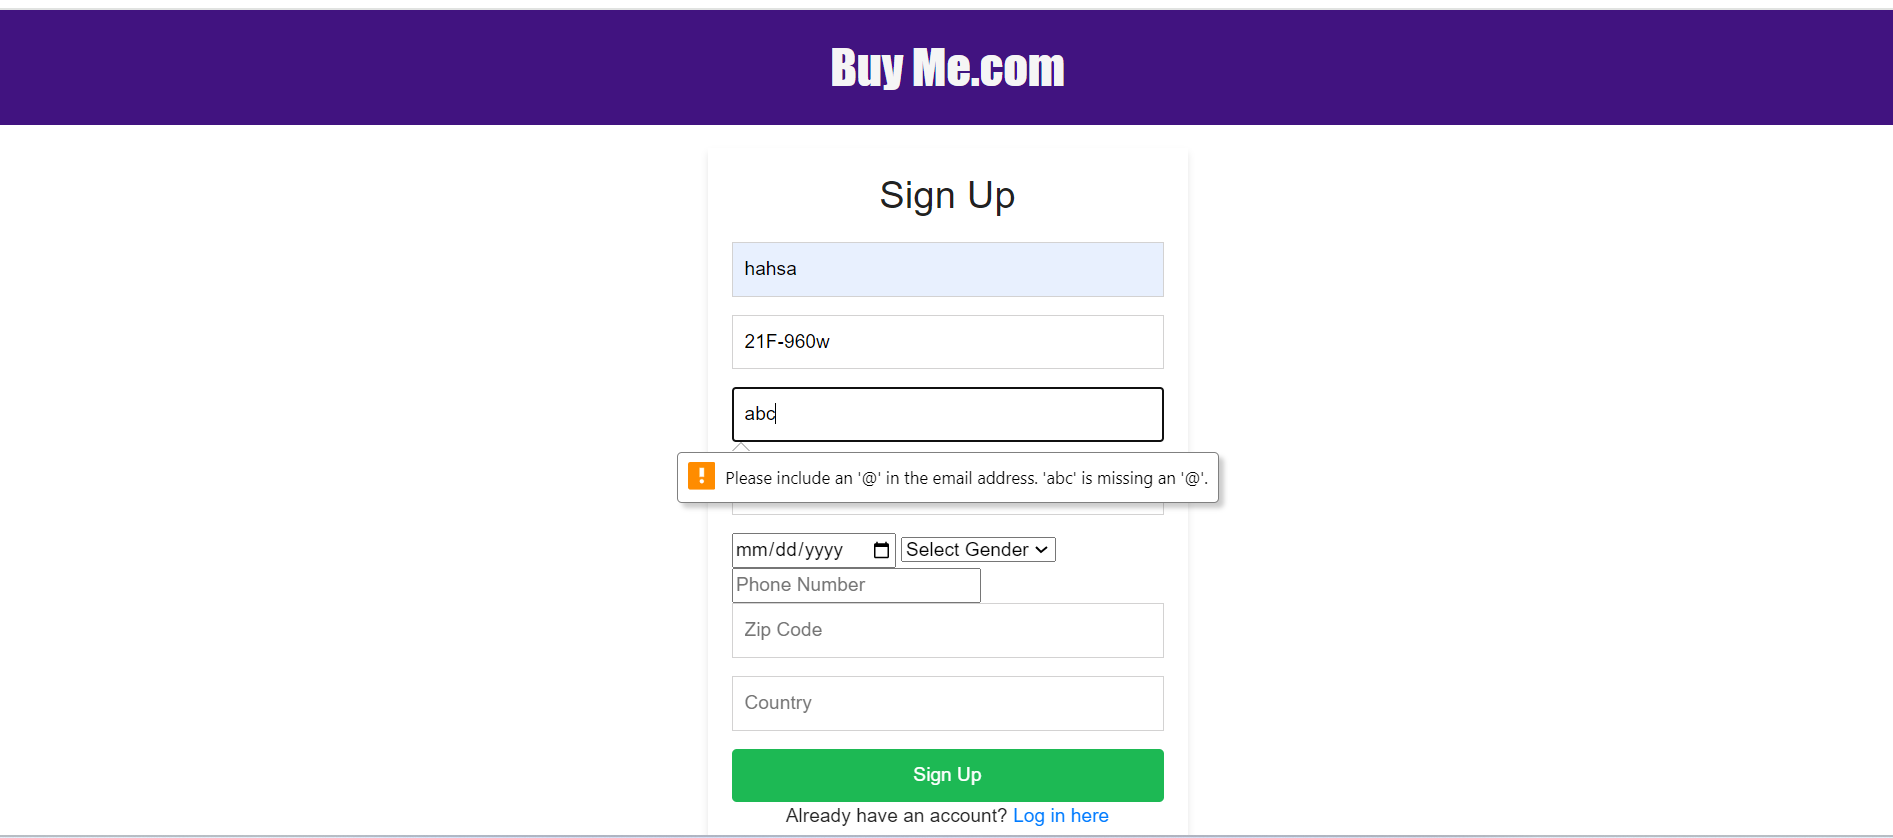 Buy Me.com
Sign Up
hahsa
21F-960w
abc
Please include an '@' in the email address. 'abc' is missing an '@'.
mm/dd/yyyy Select Gender
Phone Number
Zip Code
Country
Sign Up
Already have an account? Log in here